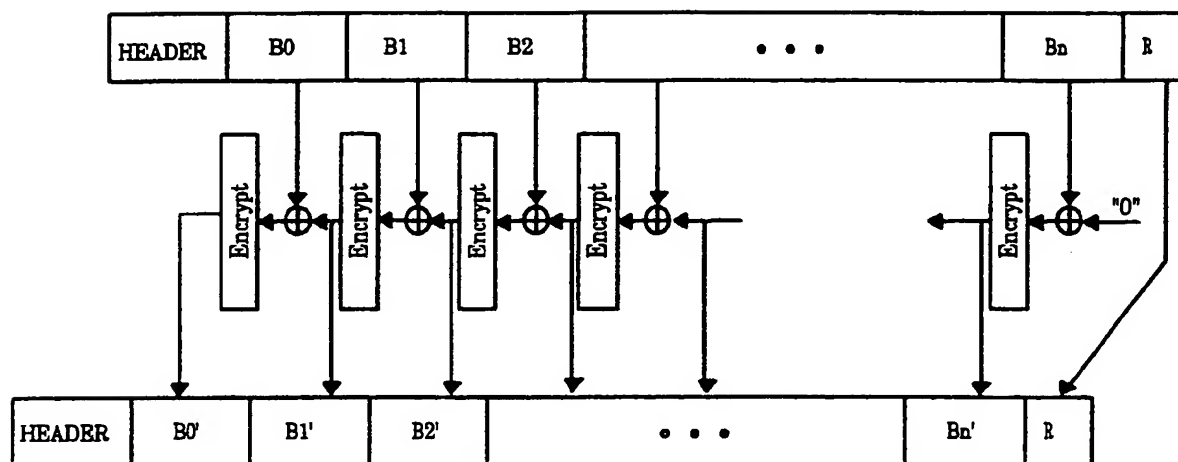 HEADER B0 B1 B2 • • • Bn R
Encrypt Encrypt Encrypt Encrypt Encrypt "0"
HEADER B0' B1' B2' • • • Bn' R